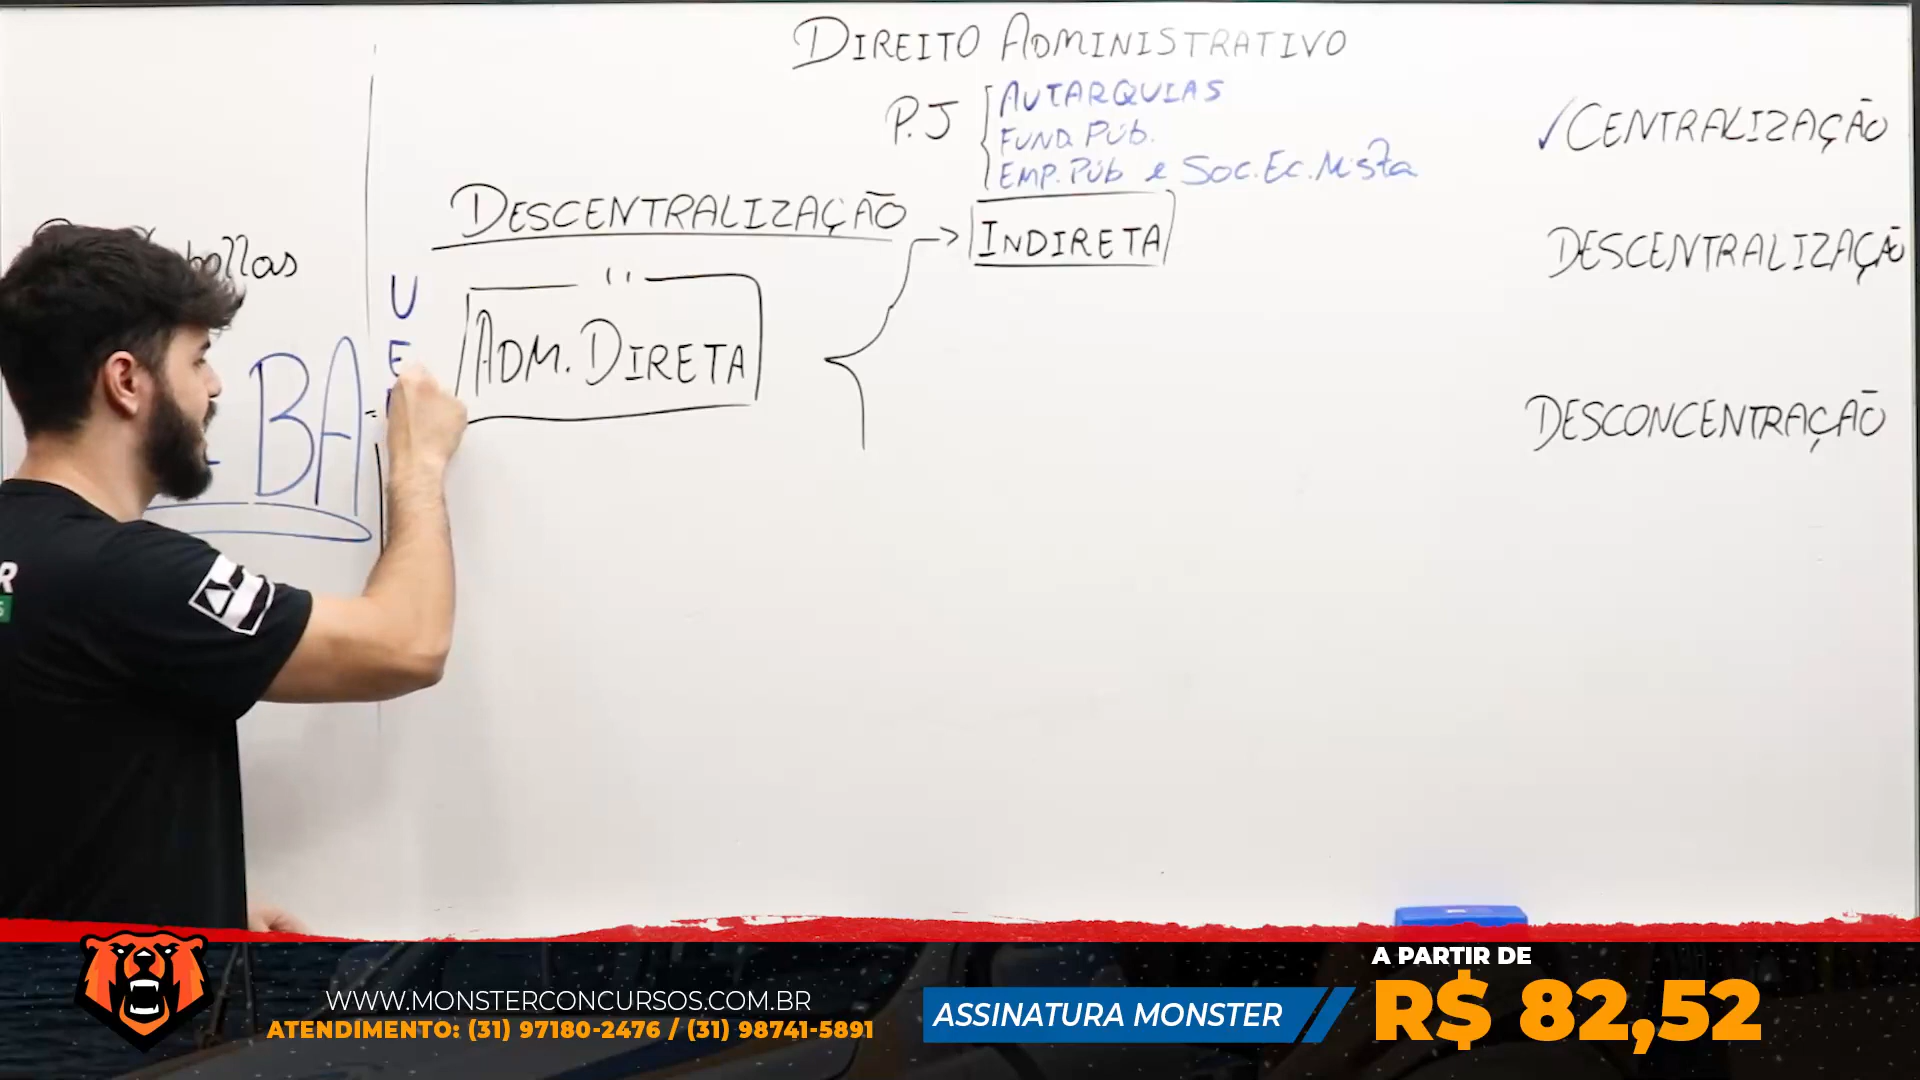 DIREITO ADMINISTRATIVO
P.J
AUTARQUIAS
FUND PÚB.
EMP. PÚB e SOC. EC. MISTA
✓CENTRALIZAÇÃO
DESCENTRALIZAÇÃO
INDIRETA
DESCENTRALIZAÇÃO
U
E
ADM. DIRETA
BA
DESCONCENTRAÇÃO
WWW.MONSTERCONCURSOS.COM.BR
ATENDIMENTO: (31) 97180-2476 / (31) 98741-5891
ASSINATURA MONSTER
A PARTIR DE
R$ 82,52